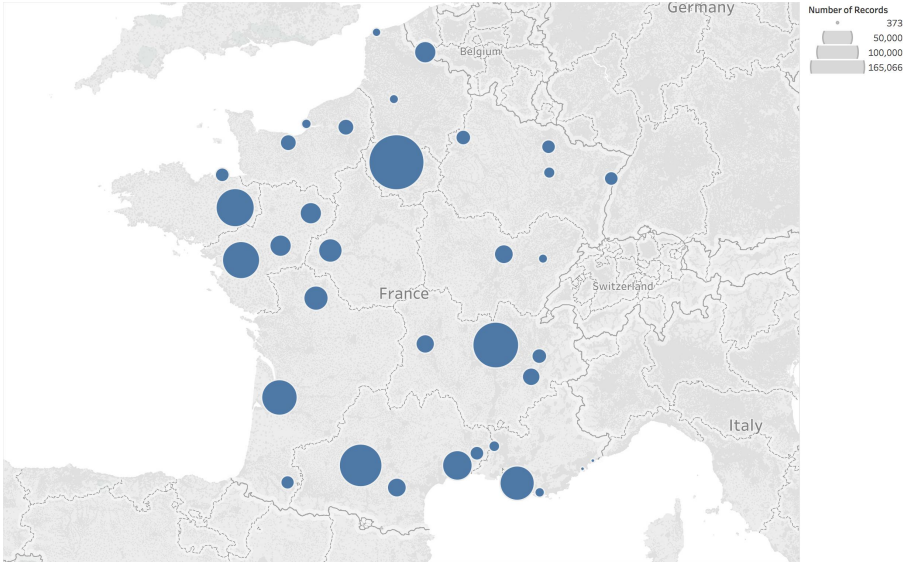 Germany
Belgium
Switzerland
France
Italy
Number of Records
373
50,000
100,000
165,066